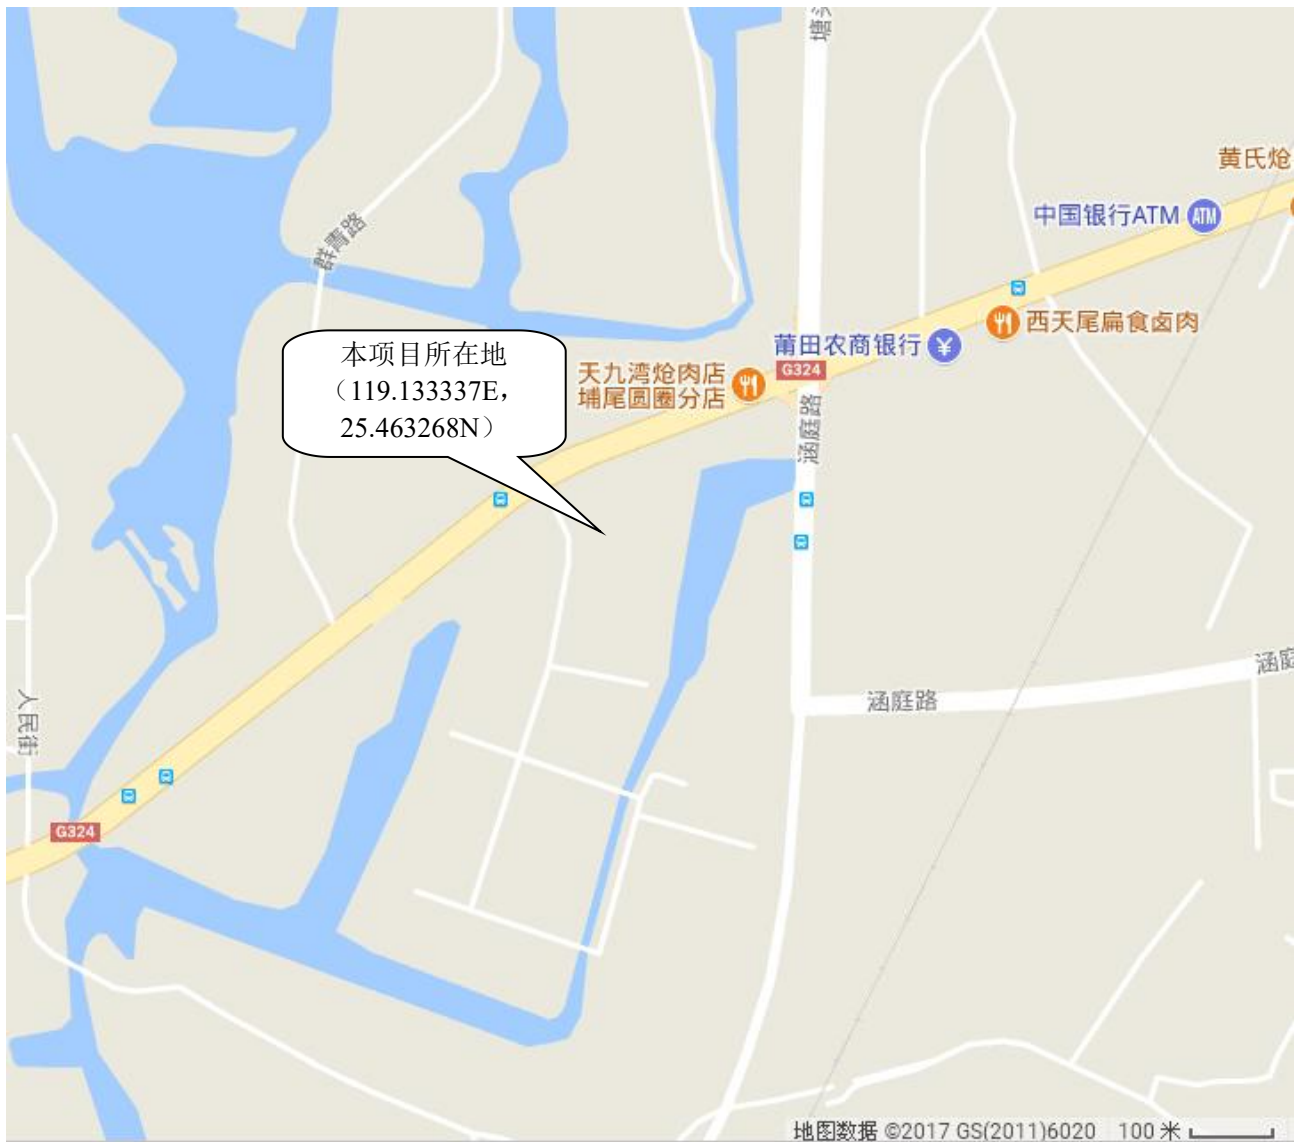 塘头
黄氏炝
中国银行ATM
ATM
群青路
西天尾扁食卤肉
莆田农商银行
¥
G324
本项目所在地
（119.133337E，
25.463268N）
天九湾炝肉店
埔尾圆圈分店
涵庭路
涵庭
涵庭路
人民街
G324
地图数据 ©2017 GS(2011)6020 100 米